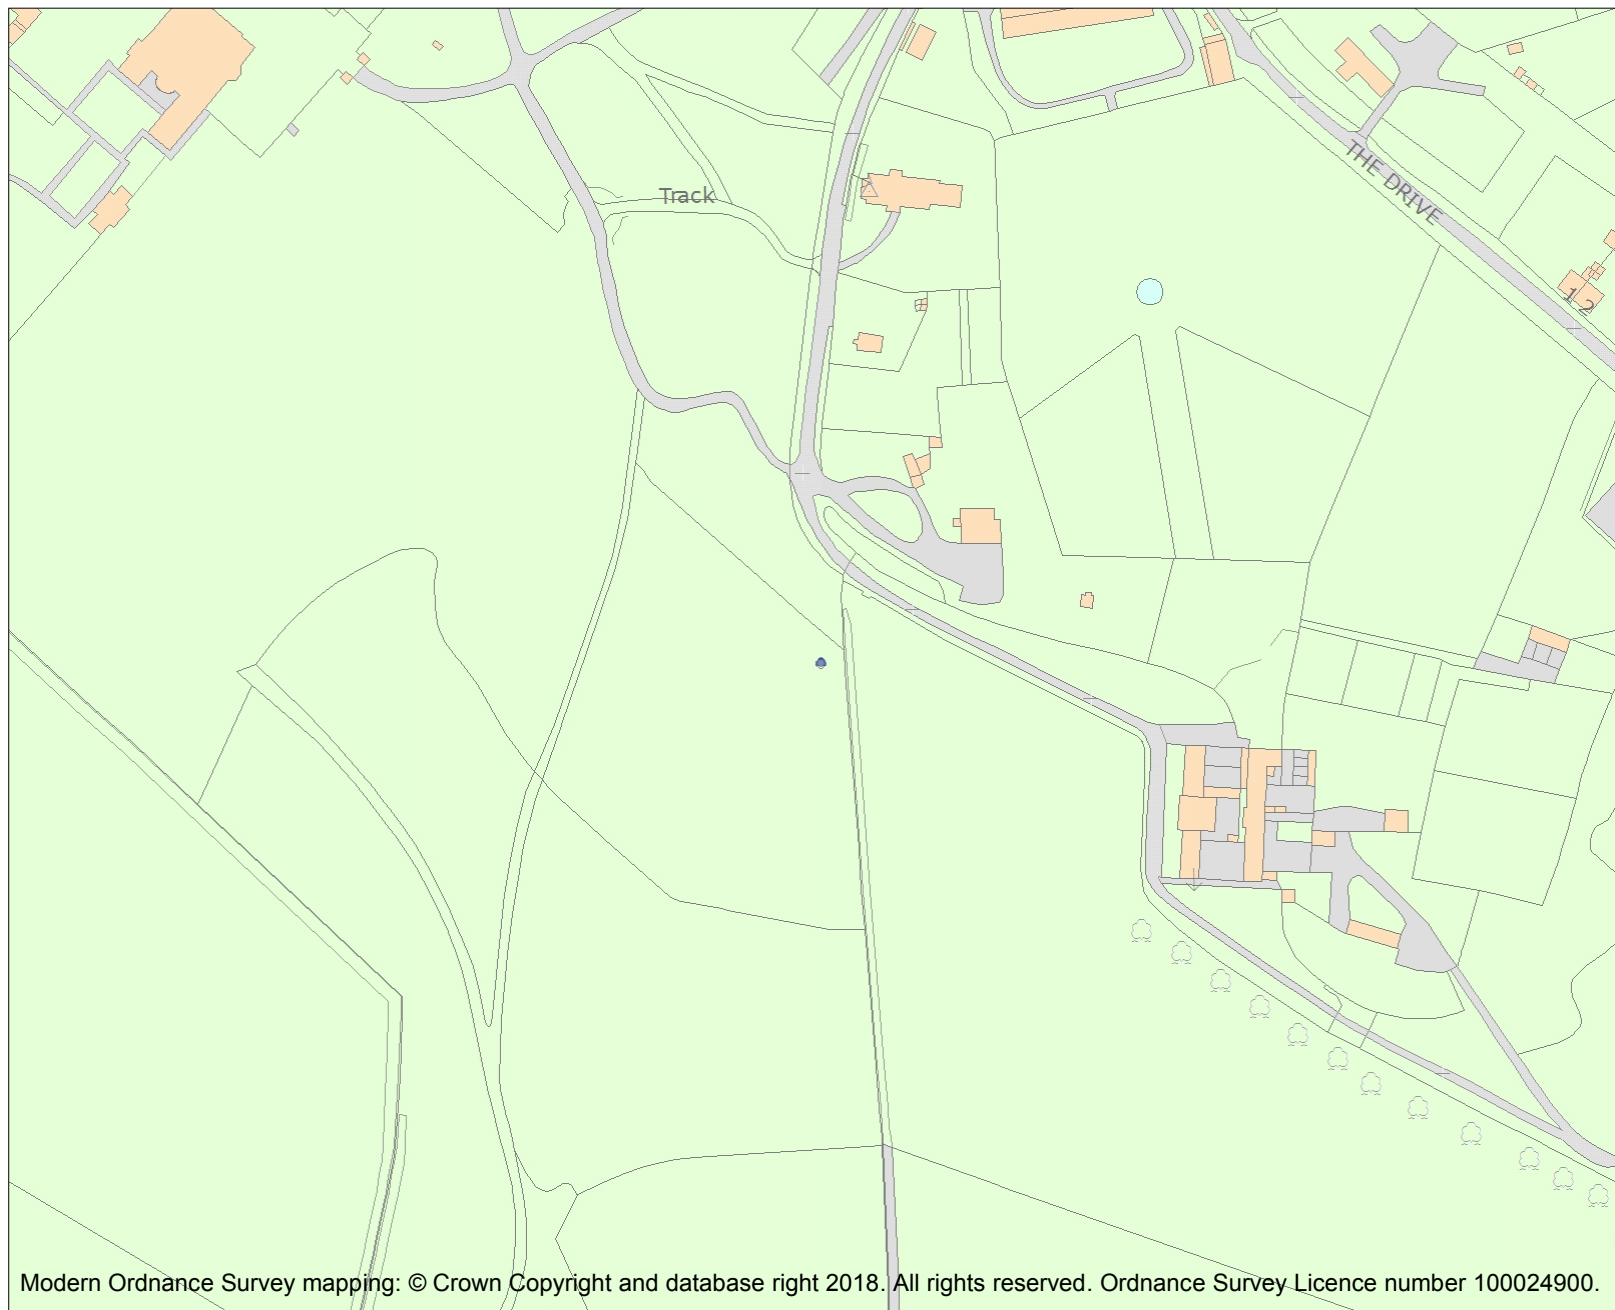 THE DRIVE
Track
1 2
Modern Ordnance Survey mapping: © Crown Copyright and database right 2018. All rights reserved. Ordnance Survey Licence number 100024900.